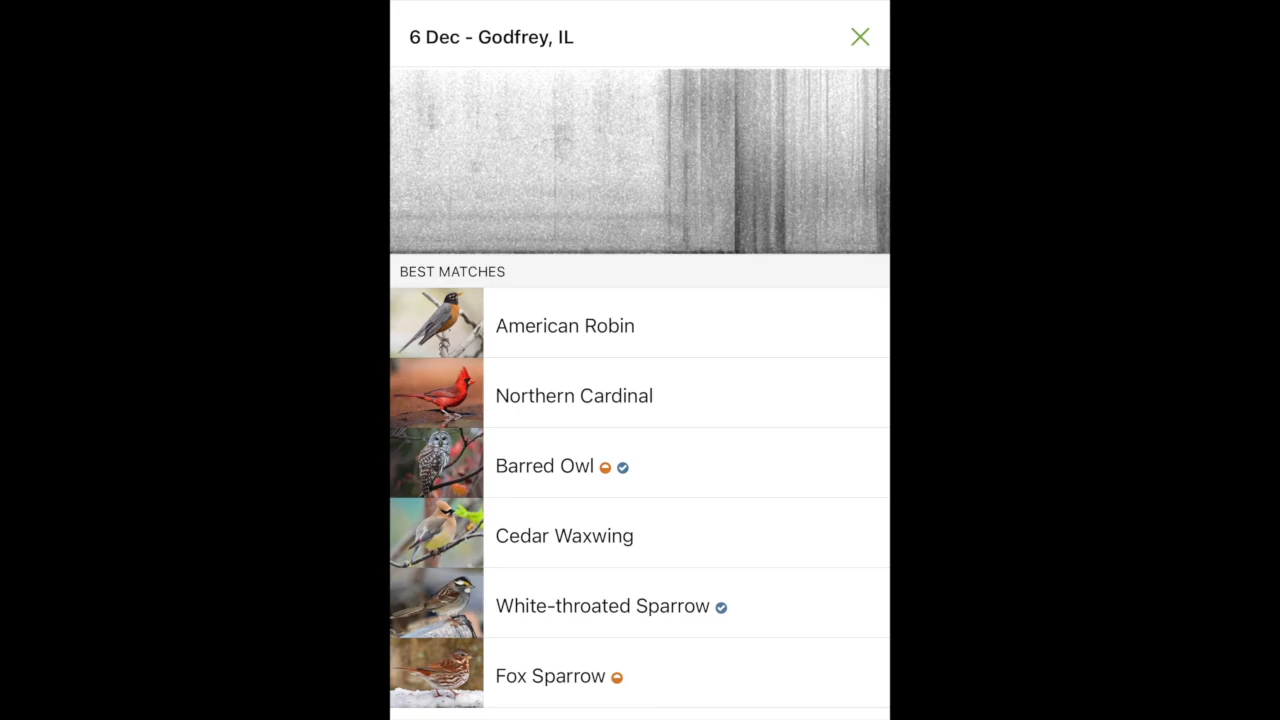 6 Dec - Godfrey, IL
BEST MATCHES
American Robin
Northern Cardinal
Barred Owl
Cedar Waxwing
White-throated Sparrow
Fox Sparrow